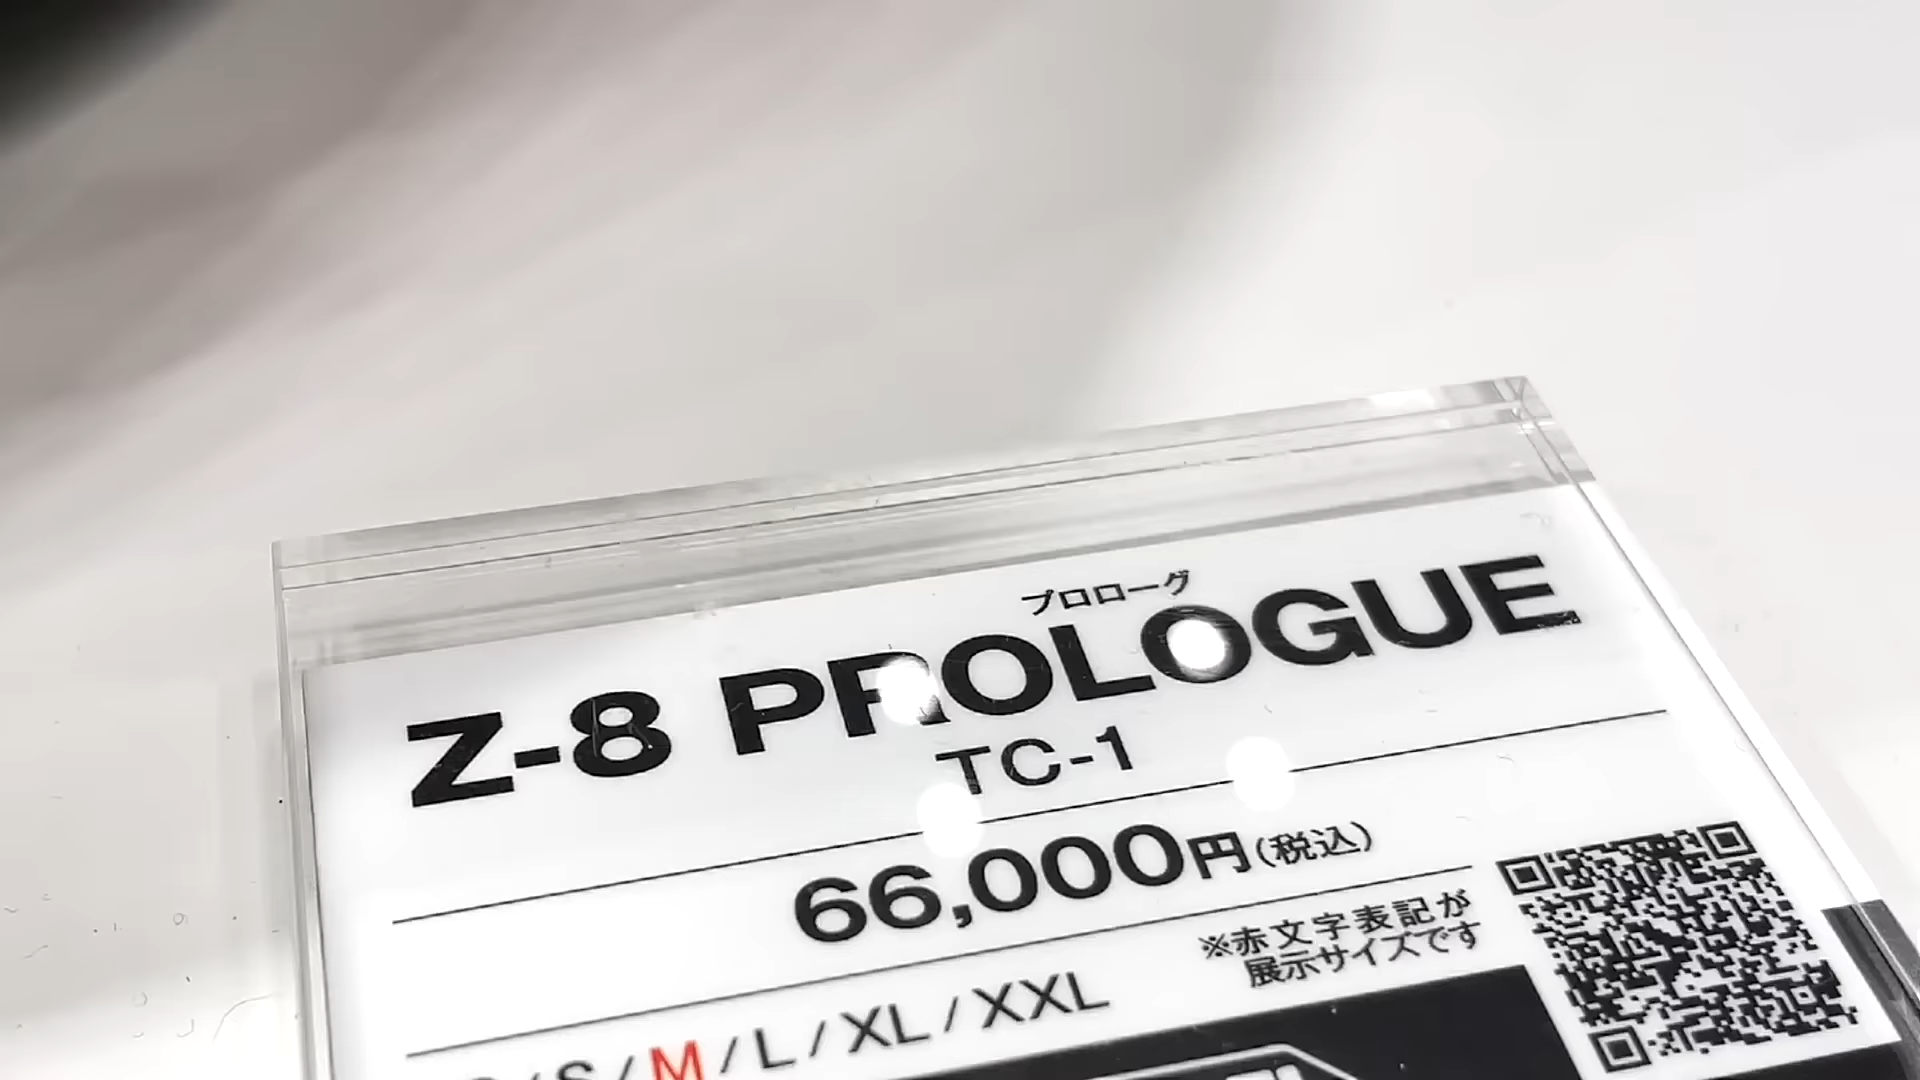 プロローグ
Z-8 PROLOGUE
TC-1
66,000円(税込)
※赤文字表記が
展示サイズです
S / M / L / XL / XXL